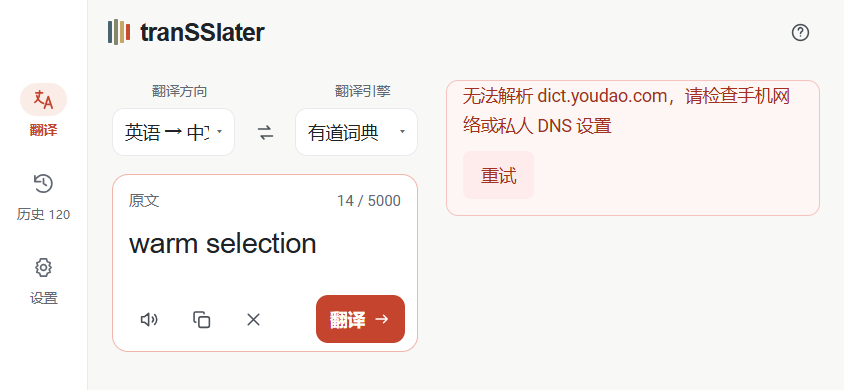 tranSSlater
翻译
历史 120
设置
翻译方向
翻译引擎
英语 → 中
有道词典
原文
14 / 5000
warm selection
翻译 →
无法解析 dict.youdao.com，请检查手机网
络或私人 DNS 设置
重试